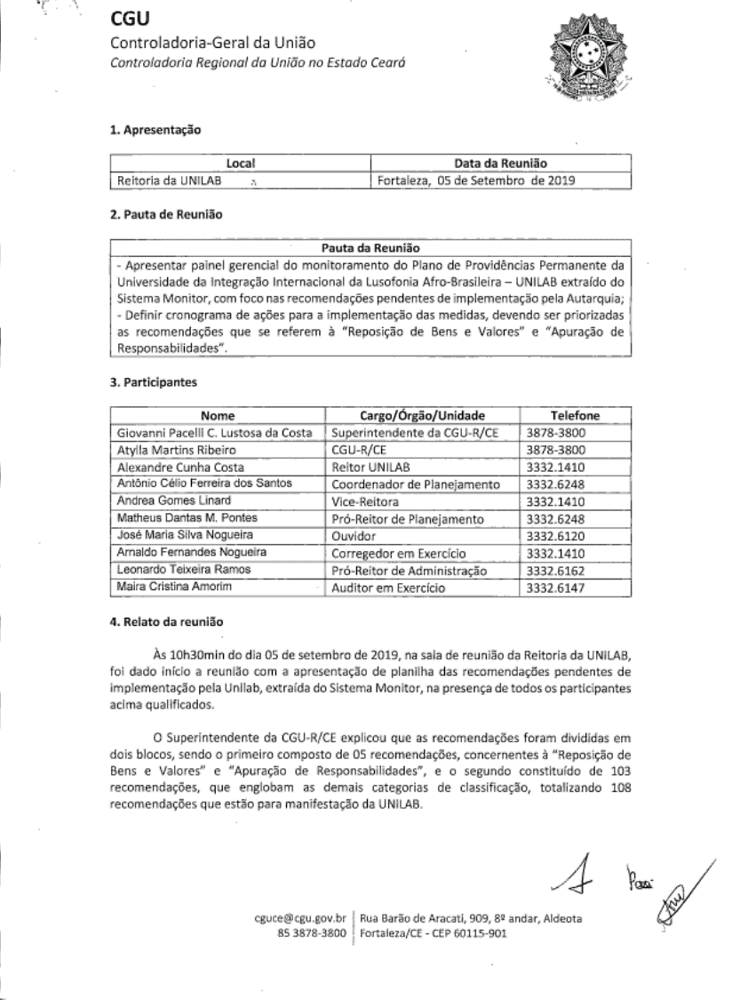 CGU
Controladoria-Geral da União
Controladoria Regional da União no Estado Ceará
1. Apresentação
Local Data da Reunião
Reitoria da UNILAB Fortaleza, 05 de Setembro de 2019
2. Pauta de Reunião
Pauta da Reunião
- Apresentar painel gerencial do monitoramento do Plano de Providências Permanente da
Universidade da Integração Internacional da Lusofonia Afro-Brasileira – UNILAB extraído do
Sistema Monitor, com foco nas recomendações pendentes de implementação pela Autarquia;
- Definir cronograma de ações para a implementação das medidas, devendo ser priorizadas
as recomendações que se referem à “Reposição de Bens e Valores” e “Apuração de
Responsabilidades”.
3. Participantes
Nome Cargo/Órgão/Unidade Telefone
Giovanni Pacelli C. Lustosa da Costa Superintendente da CGU-R/CE 3878-3800
Atylla Martins Ribeiro CGU-R/CE 3878-3800
Alexandre Cunha Costa Reitor UNILAB 3332.1410
Antônio Célio Ferreira dos Santos Coordenador de Planejamento 3332.6248
Andrea Gomes Linard Vice-Reitora 3332.1410
Matheus Dantas M. Pontes Pró-Reitor de Planejamento 3332.6248
José Maria Silva Nogueira Ouvidor 3332.6120
Arnaldo Fernandes Nogueira Corregedor em Exercício 3332.1410
Leonardo Teixeira Ramos Pró-Reitor de Administração 3332.6162
Maira Cristina Amorim Auditor em Exercício 3332.6147
4. Relato da reunião
Às 10h30min do dia 05 de setembro de 2019, na sala de reunião da Reitoria da UNILAB,
foi dado início a reunião com a apresentação de planilha das recomendações pendentes de
implementação pela Unilab, extraída do Sistema Monitor, na presença de todos os participantes
acima qualificados.
O Superintendente da CGU-R/CE explicou que as recomendações foram divididas em
dois blocos, sendo o primeiro composto de 05 recomendações, concernentes à “Reposição de
Bens e Valores” e “Apuração de Responsabilidades”, e o segundo constituído de 103
recomendações, que englobam as demais categorias de classificação, totalizando 108
recomendações que estão para manifestação da UNILAB.
cguce@cgu.gov.br Rua Barão de Aracati, 909, 8º andar, Aldeota
85 3878-3800 Fortaleza/CE - CEP 60115-901